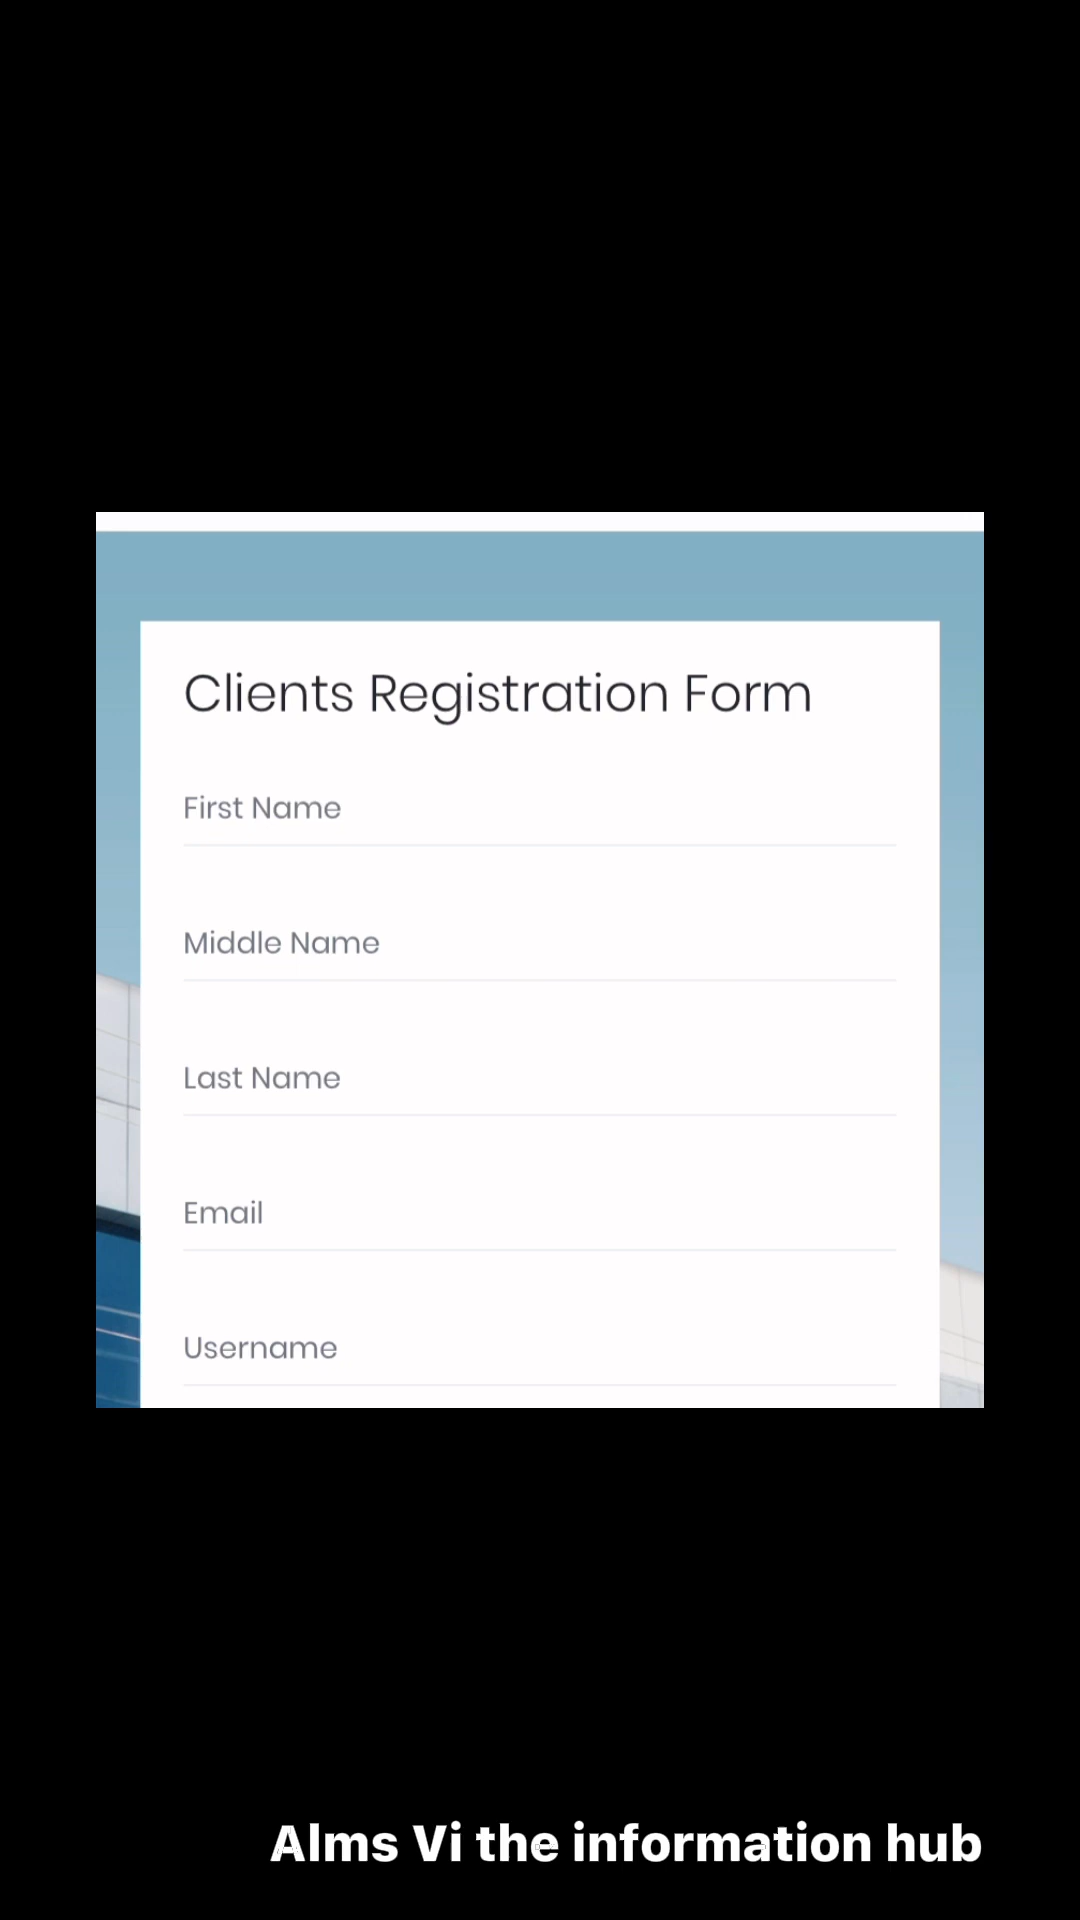 Clients Registration Form
First Name
Middle Name
Last Name
Email
Username
Alms Vi the information hub